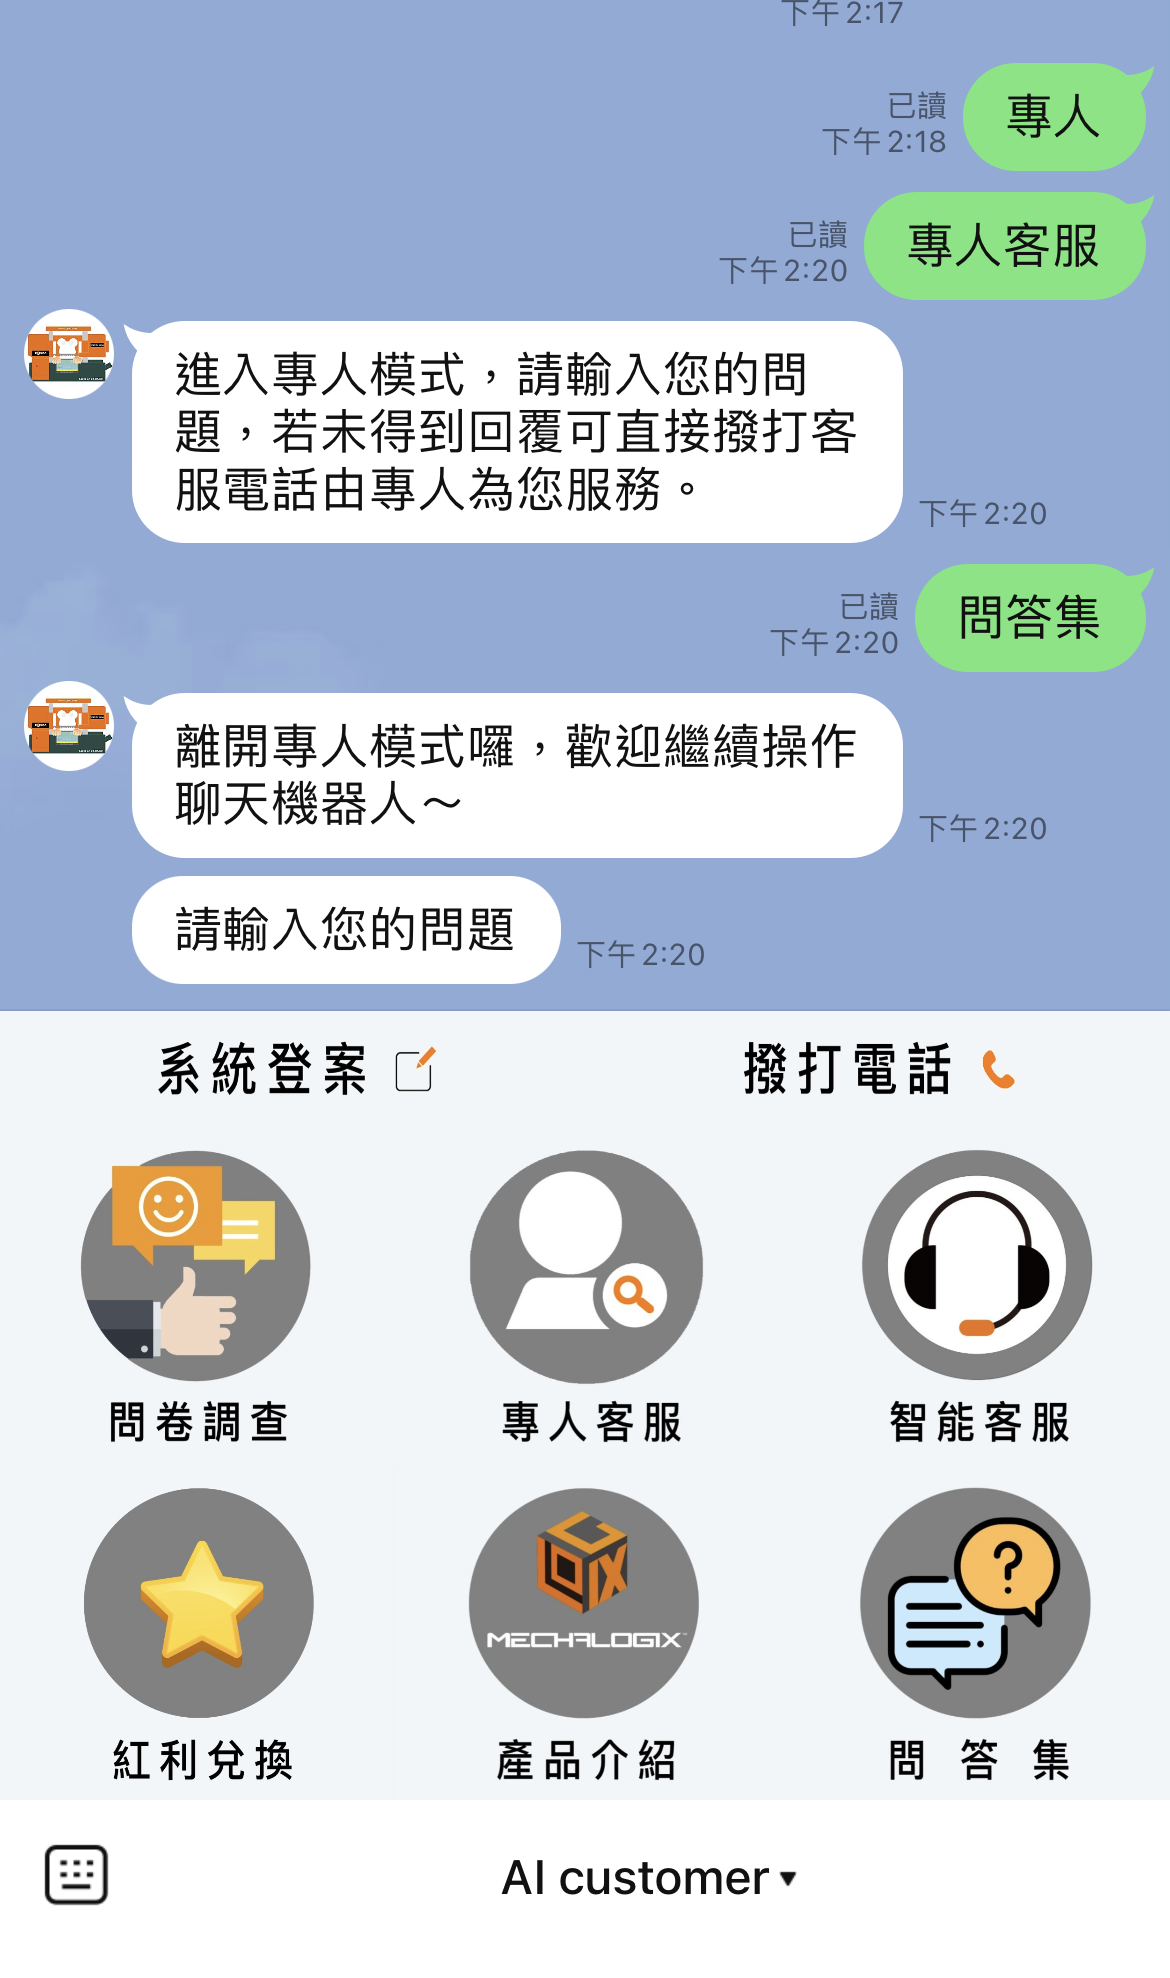 下午 2:17
已讀
下午 2:18
專人
已讀
下午 2:20
專人客服
進入專人模式，請輸入您的問
題，若未得到回覆可直接撥打客
服電話由專人為您服務。
下午 2:20
已讀
下午 2:20
問答集
離開專人模式囉，歡迎繼續操作
聊天機器人～
下午 2:20
請輸入您的問題
下午 2:20
系統登案
撥打電話
問卷調查
專人客服
智能客服
MECHALOGIX
紅利兌換
產品介紹
問答集
AI customer